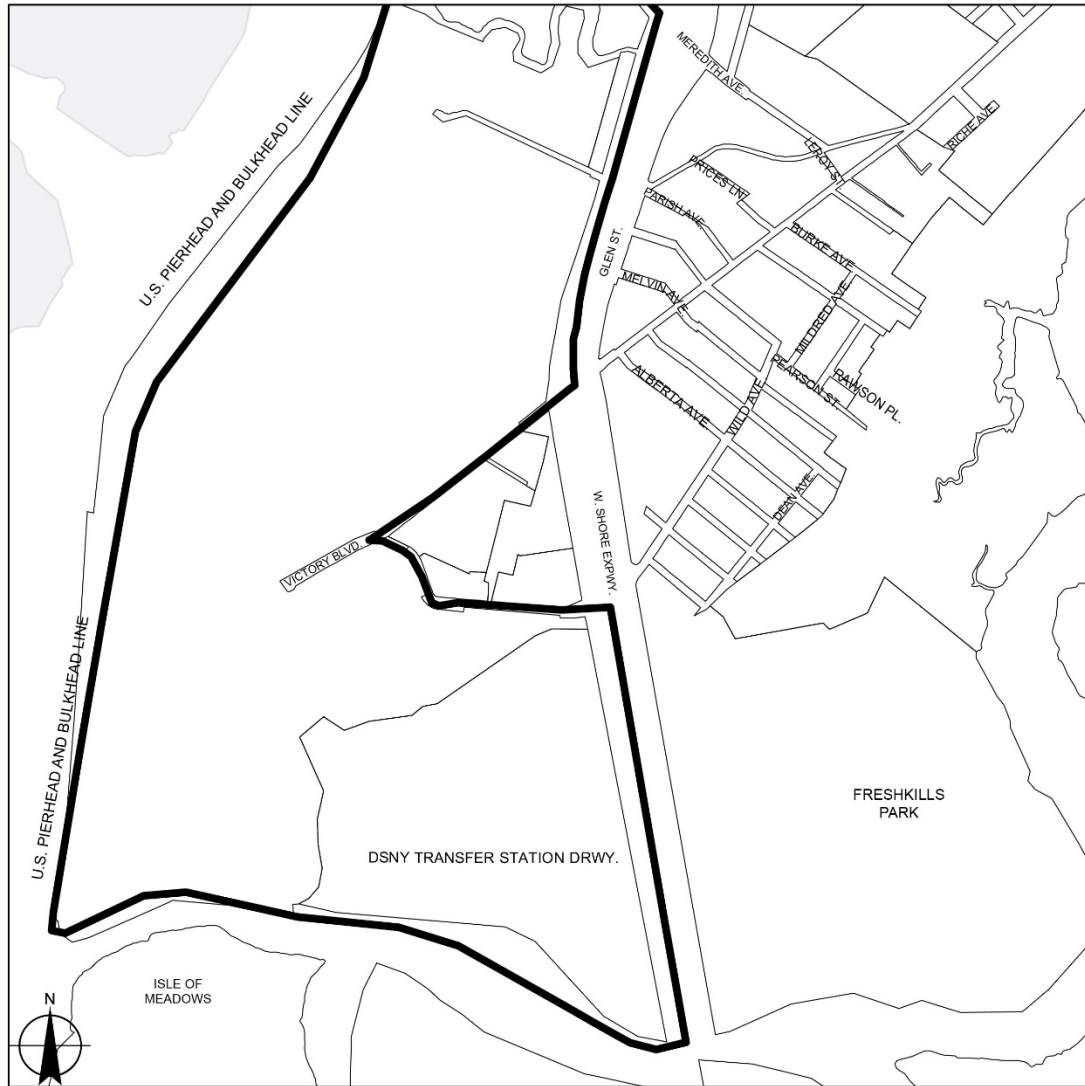 MEREDITH AVE.
U.S. PIERHEAD AND BULKHEAD LINE
RICHE AVE
LEROY ST.
PRICES LN.
PARISH AVE.
BURKE AVE
GLEN ST.
MELVIN AVE.
MILDRED AVE
ALBERTA AVE
WILD AVE
PEARSON ST.
RAWSON PL.
DEAN AVE.
W. SHORE EXPWY.
VICTORY BLVD.
U.S. PIERHEAD AND BULKHEAD LINE
FRESHKILLS
PARK
DSNY TRANSFER STATION DRWY.
ISLE OF
MEADOWS
N